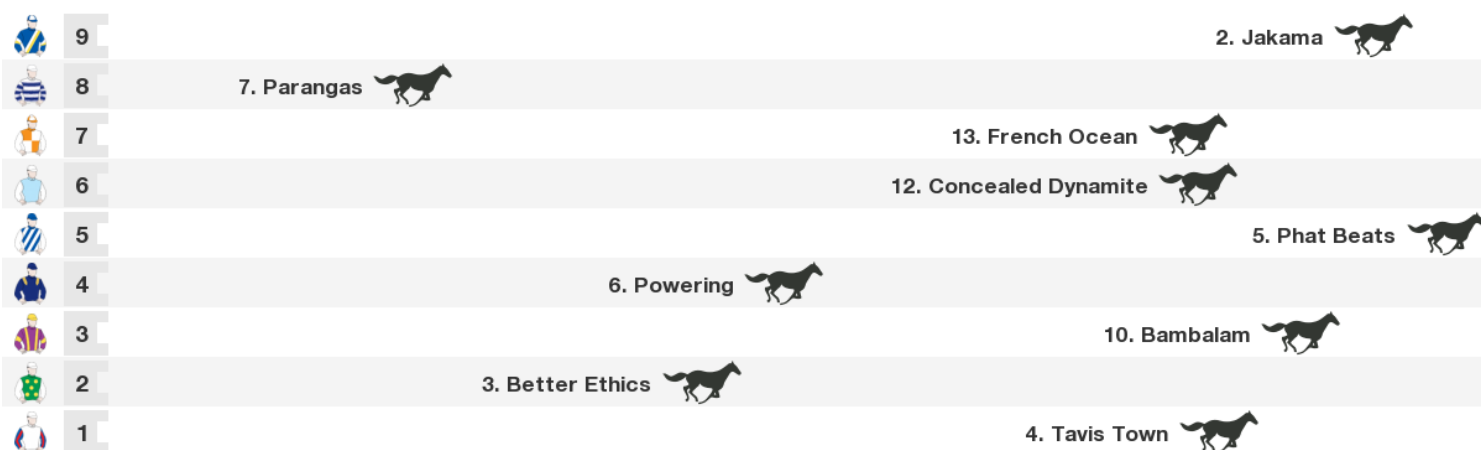 9 2. Jakama
8 7. Parangas
7 13. French Ocean
6 12. Concealed Dynamite
5 5. Phat Beats
4 6. Powering
3 10. Bambalam
2 3. Better Ethics
1 4. Tavis Town